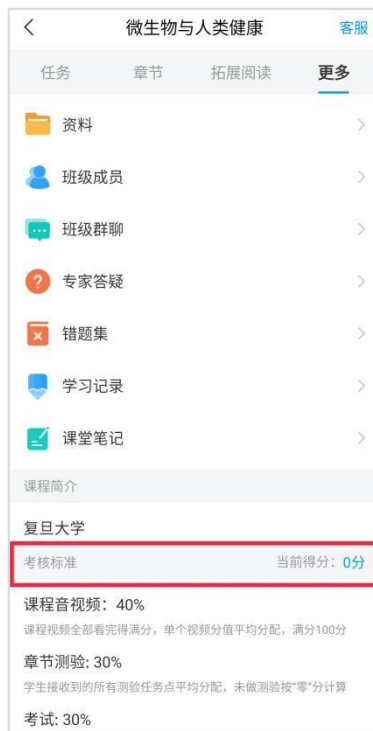 微生物与人类健康 客服
任务 章节 拓展阅读 更多
资料
班级成员
班级群聊
专家答疑
错题集
学习记录
课堂笔记
课程简介
复旦大学
考核标准 当前得分：0分
课程音视频：40%
课程视频全部看完得满分，单个视频分值平均分配，满分100分
章节测验: 30%
学生接收到的所有测验任务点平均分配，未做测验按"零"分计算
考试: 30%